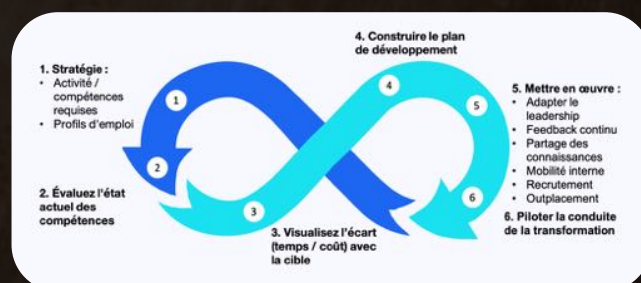 1. Stratégie :
• Activité /
compétences
requises
• Profils d'emploi
2. Évaluez l'état
actuel des
compétences
3. Visualisez l'écart
(temps / coût) avec
la cible
4. Construire le plan
de développement
5. Mettre en œuvre :
• Adapter le
leadership
• Feedback continu
• Partage des
connaissances
• Mobilité interne
• Recrutement
• Outplacement
6. Piloter la conduite
de la transformation
1
2
3
4
5
6